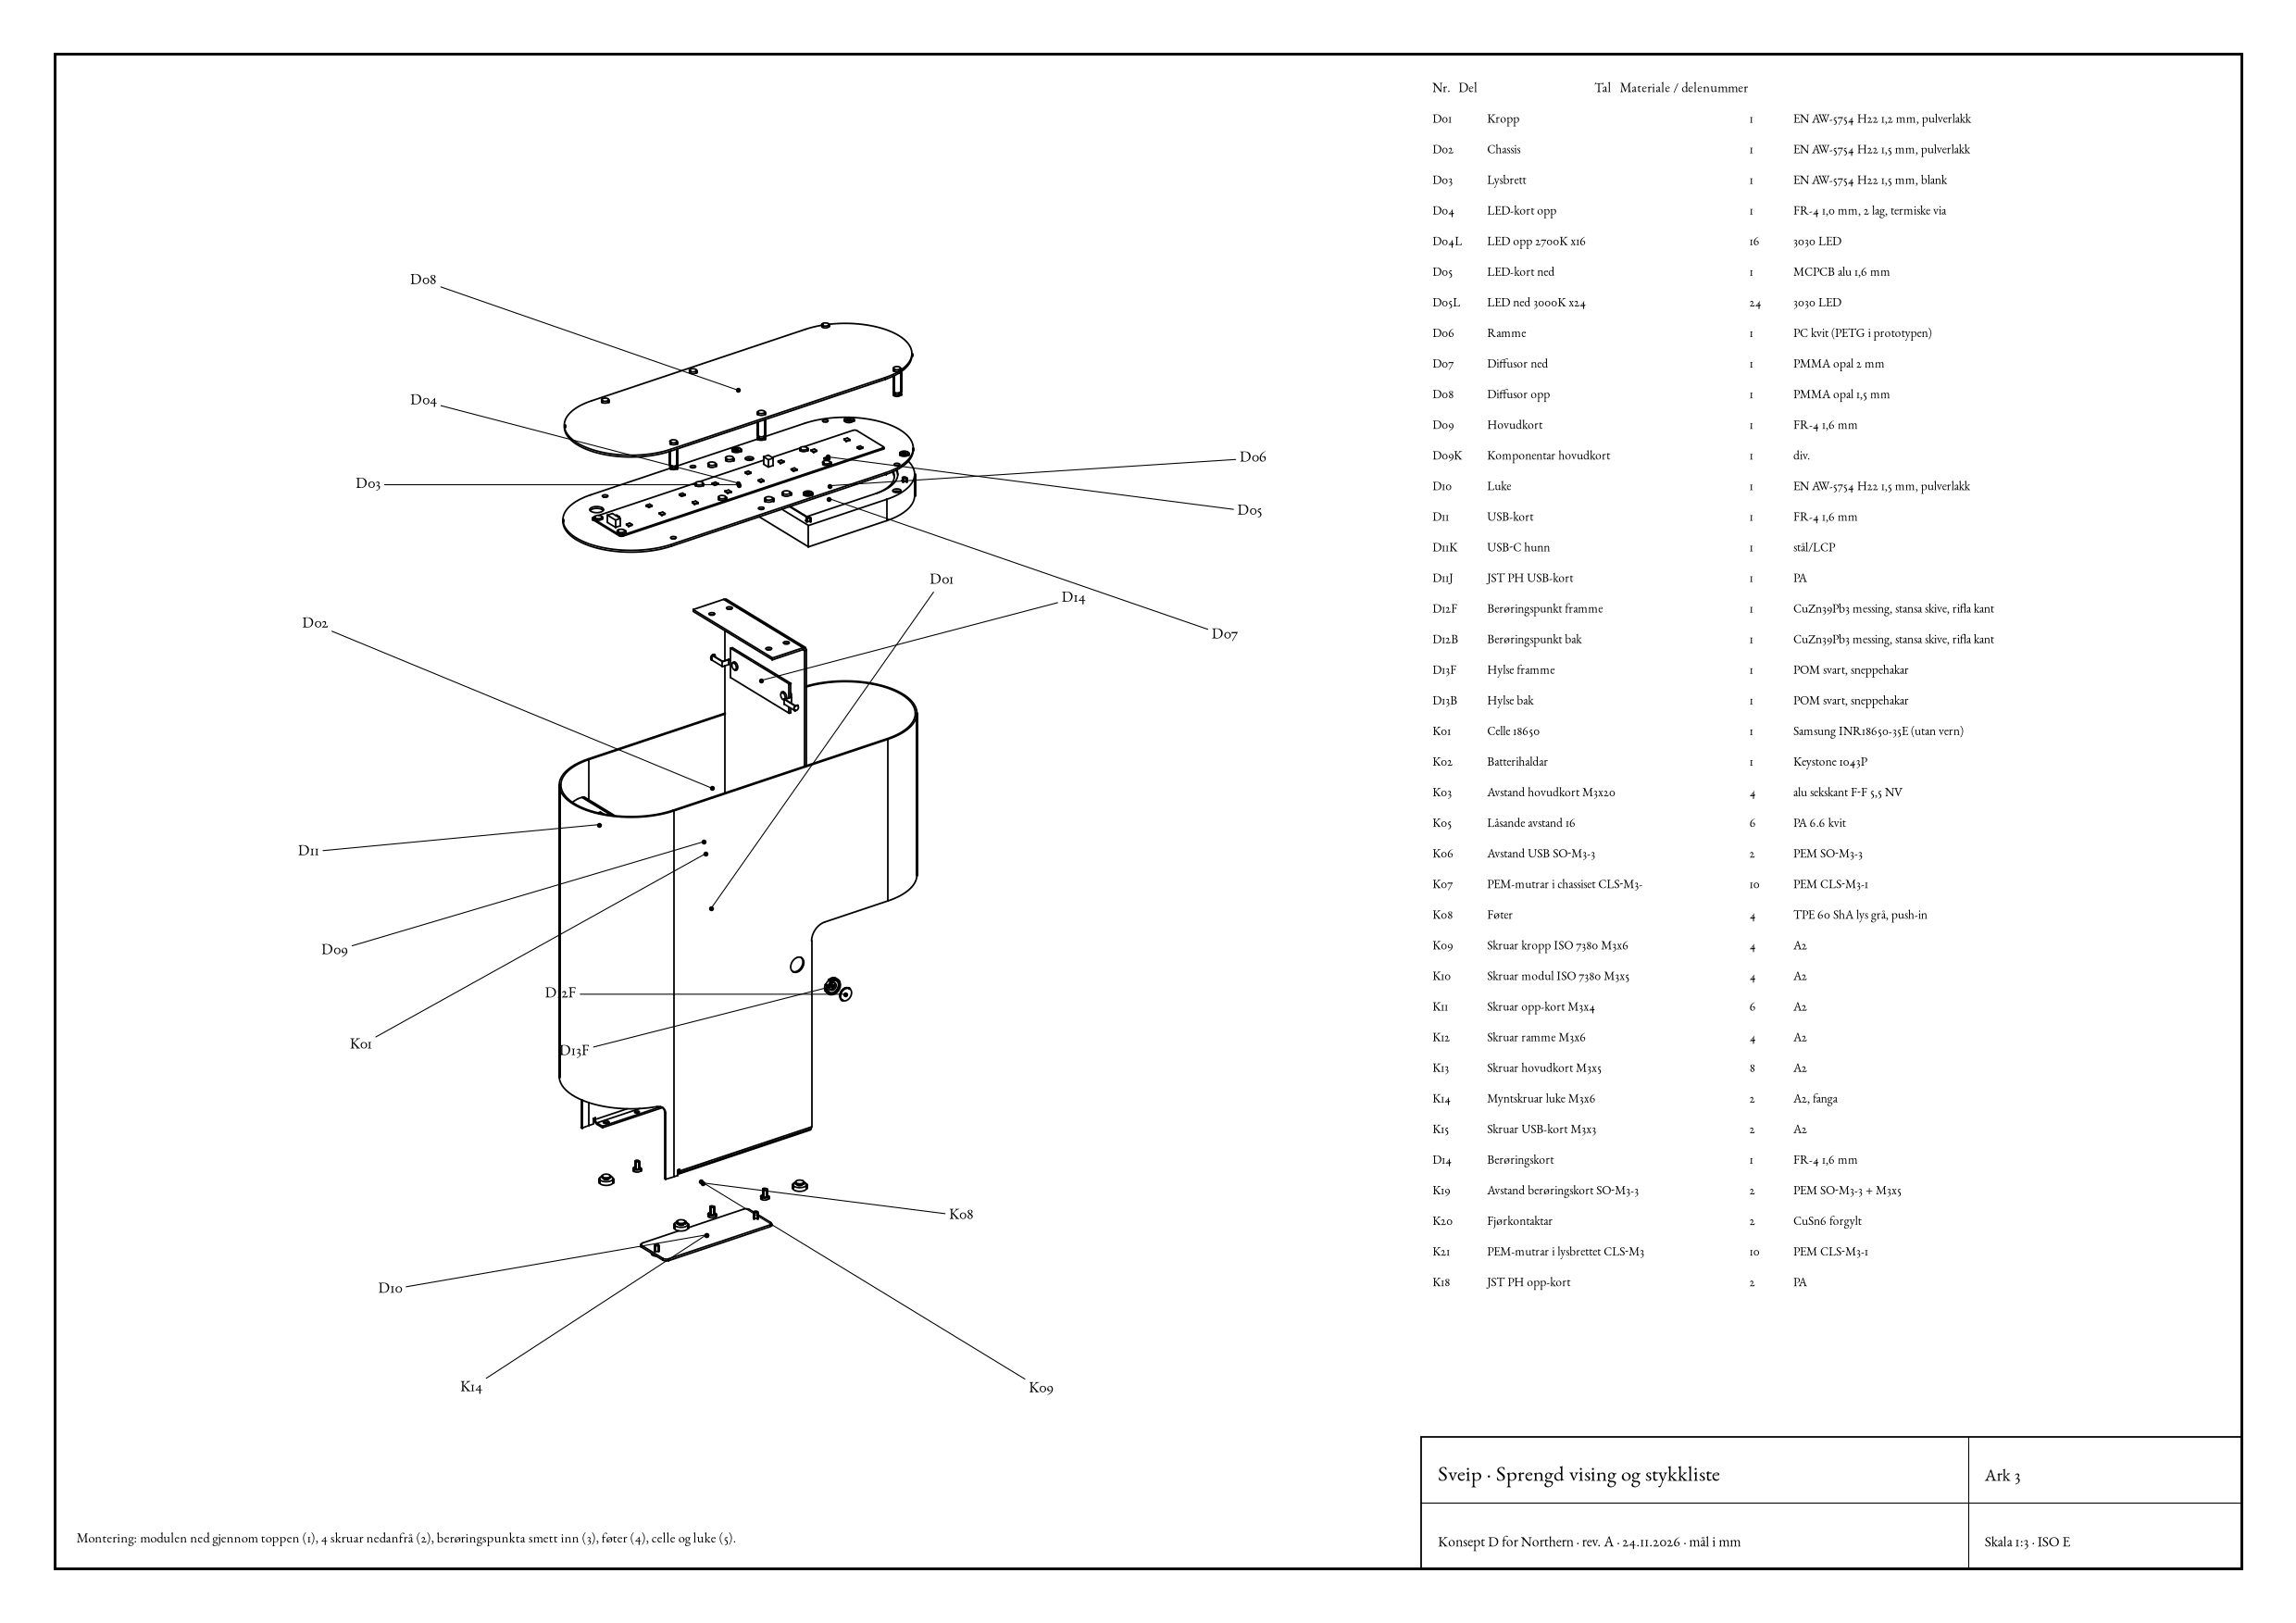 Nr. Del Tal Materiale / delenummer
D01 Kropp 1 EN AW-5754 H22 1,2 mm, pulverlakk
D02 Chassis 1 EN AW-5754 H22 1,5 mm, pulverlakk
D03 Lysbrett 1 EN AW-5754 H22 1,5 mm, blank
D04 LED-kort opp 1 FR-4 1,0 mm, 2 lag, termiske via
D04L LED opp 2700K x16 16 3030 LED
D05 LED-kort ned 1 MCPCB alu 1,6 mm
D05L LED ned 3000K x24 24 3030 LED
D06 Ramme 1 PC kvit (PETG i prototypen)
D07 Diffusor ned 1 PMMA opal 2 mm
D08 Diffusor opp 1 PMMA opal 1,5 mm
D09 Hovudkort 1 FR-4 1,6 mm
D09K Komponentar hovudkort 1 div.
D10 Luke 1 EN AW-5754 H22 1,5 mm, pulverlakk
D11 USB-kort 1 FR-4 1,6 mm
D11K USB-C hunn 1 stål/LCP
D11J JST PH USB-kort 1 PA
D12F Berøringspunkt framme 1 CuZn39Pb3 messing, stansa skive, rifla kant
D12B Berøringspunkt bak 1 CuZn39Pb3 messing, stansa skive, rifla kant
D13F Hylse framme 1 POM svart, sneppehakar
D13B Hylse bak 1 POM svart, sneppehakar
K01 Celle 18650 1 Samsung INR18650-35E (utan vern)
K02 Batterihaldar 1 Keystone 1043P
K03 Avstand hovudkort M3x20 4 alu sekskant F-F 5,5 NV
K05 Låsande avstand 16 6 PA 6.6 kvit
K06 Avstand USB SO-M3-3 2 PEM SO-M3-3
K07 PEM-mutrar i chassiset CLS-M3- 10 PEM CLS-M3-1
K08 Føter 4 TPE 60 ShA lys grå, push-in
K09 Skruar kropp ISO 7380 M3x6 4 A2
K10 Skruar modul ISO 7380 M3x5 4 A2
K11 Skruar opp-kort M3x4 6 A2
K12 Skruar ramme M3x6 4 A2
K13 Skruar hovudkort M3x5 8 A2
K14 Myntskruar luke M3x6 2 A2, fanga
K15 Skruar USB-kort M3x3 2 A2
D14 Berøringskort 1 FR-4 1,6 mm
K19 Avstand berøringskort SO-M3-3 2 PEM SO-M3-3 + M3x5
K20 Fjørkontaktar 2 CuSn6 forgylt
K21 PEM-mutrar i lysbrettet CLS-M3 10 PEM CLS-M3-1
K18 JST PH opp-kort 2 PA
D08
D04
D03
D06
D05
D01
D14
D02
D07
D11
D09
D12F
K01
D13F
K08
D10
K14
K09
Sveip · Sprengd vising og stykkliste
Ark 3
Konsept D for Northern · rev. A · 24.11.2026 · mål i mm
Skala 1:3 · ISO E
Montering: modulen ned gjennom toppen (1), 4 skruar nedanfrå (2), berøringspunkta smett inn (3), føter (4), celle og luke (5).